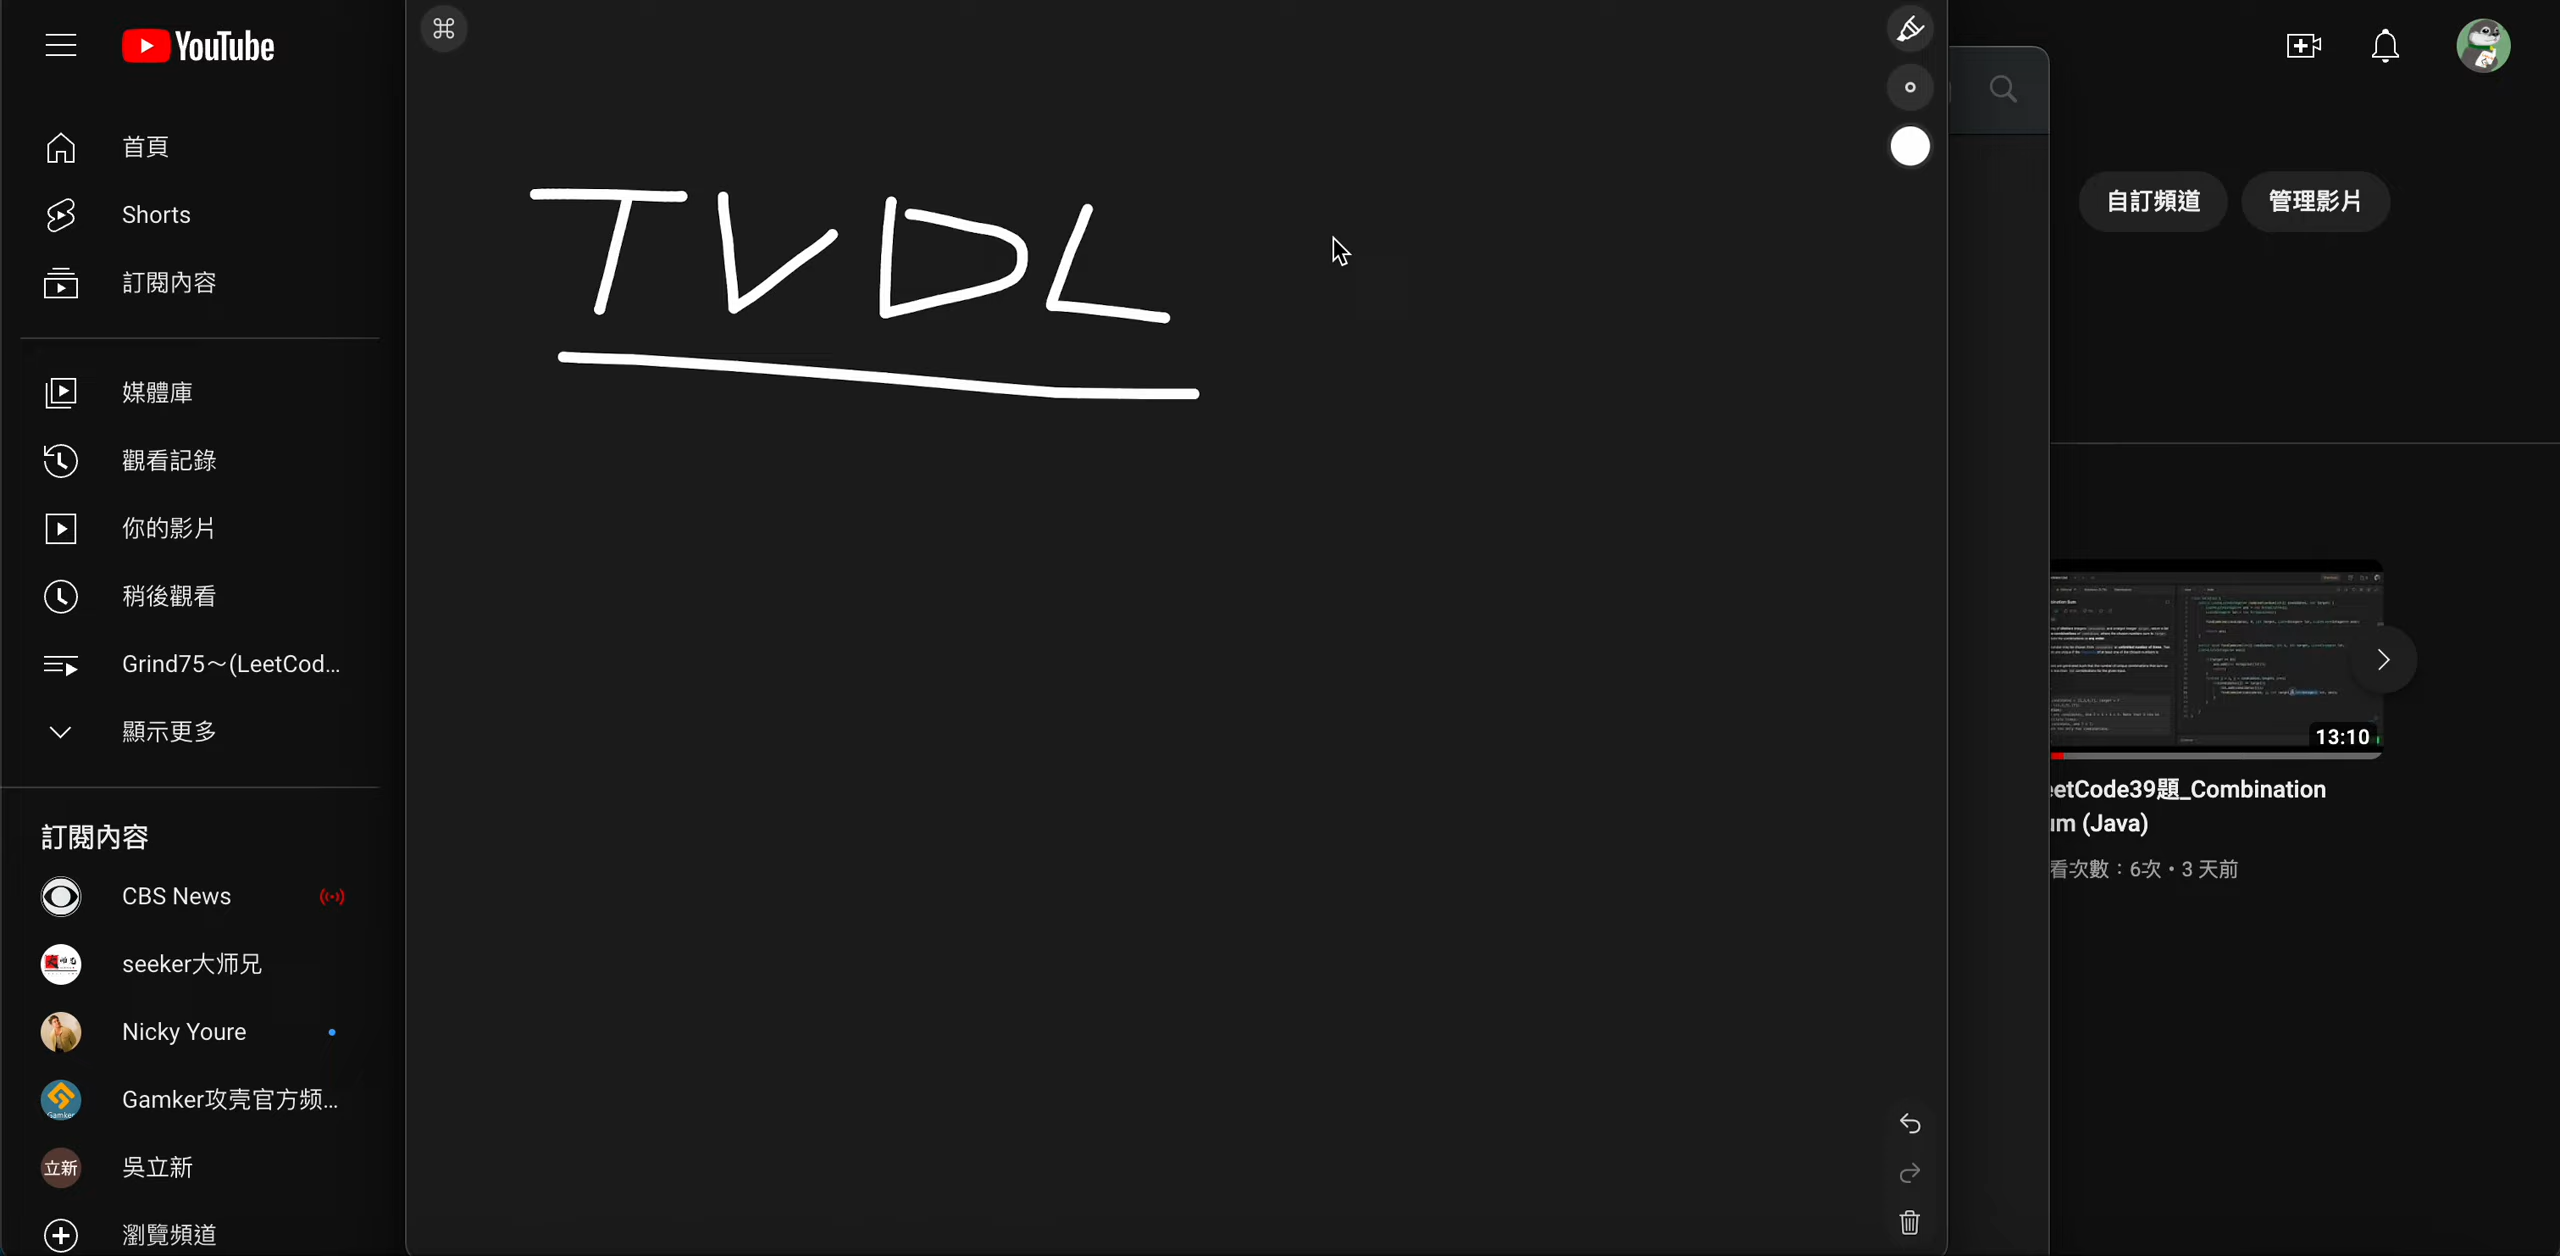 YouTube
首頁
Shorts
訂閱內容
媒體庫
觀看記錄
你的影片
稍後觀看
Grind75～(LeetCod...
顯示更多
訂閱內容
CBS News
seeker大师兄
Nicky Youre
Gamker攻壳官方频...
立新
吳立新
瀏覽頻道
TVDL
自訂頻道
管理影片
13:10
etCode39題_Combination
um (Java)
看次數：6次・3 天前